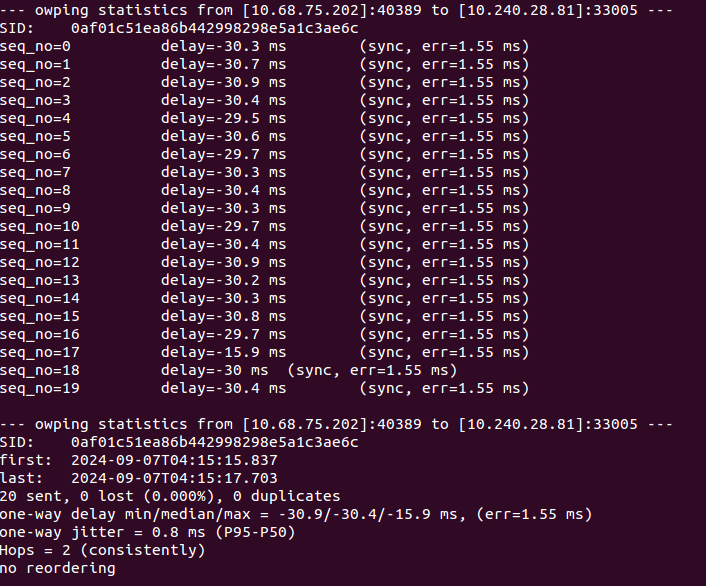 --- owping statistics from [10.68.75.202]:40389 to [10.240.28.81]:33005 ---
SID:    0af01c51ea86b442998298e5a1c3ae6c
seq_no=0          delay=-30.3 ms        (sync, err=1.55 ms)
seq_no=1          delay=-30.7 ms        (sync, err=1.55 ms)
seq_no=2          delay=-30.9 ms        (sync, err=1.55 ms)
seq_no=3          delay=-30.4 ms        (sync, err=1.55 ms)
seq_no=4          delay=-29.5 ms        (sync, err=1.55 ms)
seq_no=5          delay=-30.6 ms        (sync, err=1.55 ms)
seq_no=6          delay=-29.7 ms        (sync, err=1.55 ms)
seq_no=7          delay=-30.3 ms        (sync, err=1.55 ms)
seq_no=8          delay=-30.4 ms        (sync, err=1.55 ms)
seq_no=9          delay=-30.3 ms        (sync, err=1.55 ms)
seq_no=10         delay=-29.7 ms        (sync, err=1.55 ms)
seq_no=11         delay=-30.4 ms        (sync, err=1.55 ms)
seq_no=12         delay=-30.9 ms        (sync, err=1.55 ms)
seq_no=13         delay=-30.2 ms        (sync, err=1.55 ms)
seq_no=14         delay=-30.3 ms        (sync, err=1.55 ms)
seq_no=15         delay=-30.8 ms        (sync, err=1.55 ms)
seq_no=16         delay=-29.7 ms        (sync, err=1.55 ms)
seq_no=17         delay=-15.9 ms        (sync, err=1.55 ms)
seq_no=18         delay=-30 ms  (sync, err=1.55 ms)
seq_no=19         delay=-30.4 ms        (sync, err=1.55 ms)
--- owping statistics from [10.68.75.202]:40389 to [10.240.28.81]:33005 ---
SID:    0af01c51ea86b442998298e5a1c3ae6c
first:  2024-09-07T04:15:15.837
last:   2024-09-07T04:15:17.703
20 sent, 0 lost (0.000%), 0 duplicates
one-way delay min/median/max = -30.9/-30.4/-15.9 ms, (err=1.55 ms)
one-way jitter = 0.8 ms (P95-P50)
Hops = 2 (consistently)
no reordering